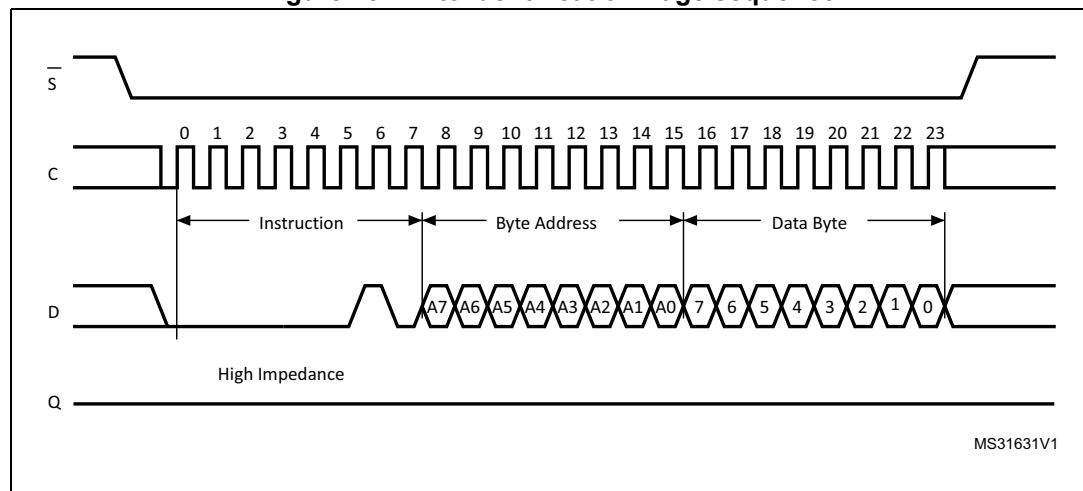 S
0 1 2 3 4 5 6 7 8 9 10 11 12 13 14 15 16 17 18 19 20 21 22 23
C
Instruction Byte Address Data Byte
D A7 A6 A5 A4 A3 A2 A1 A0 7 6 5 4 3 2 1 0
High Impedance
Q
MS31631V1